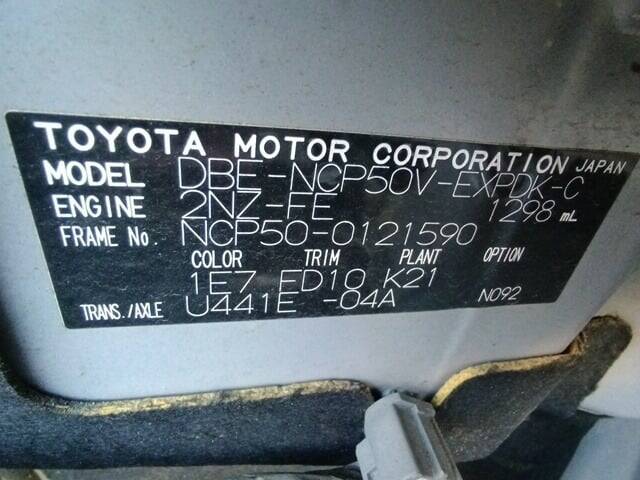 TOYOTA MOTOR CORPORATION JAPAN
MODEL DBE-NCP50V-EXPDK-C
ENGINE 2NZ-FE 1298 mL
FRAME No. NCP50-0121590
COLOR TRIM PLANT OPTION
1E7 FD10 K21
TRANS./AXLE U441E -04A N092